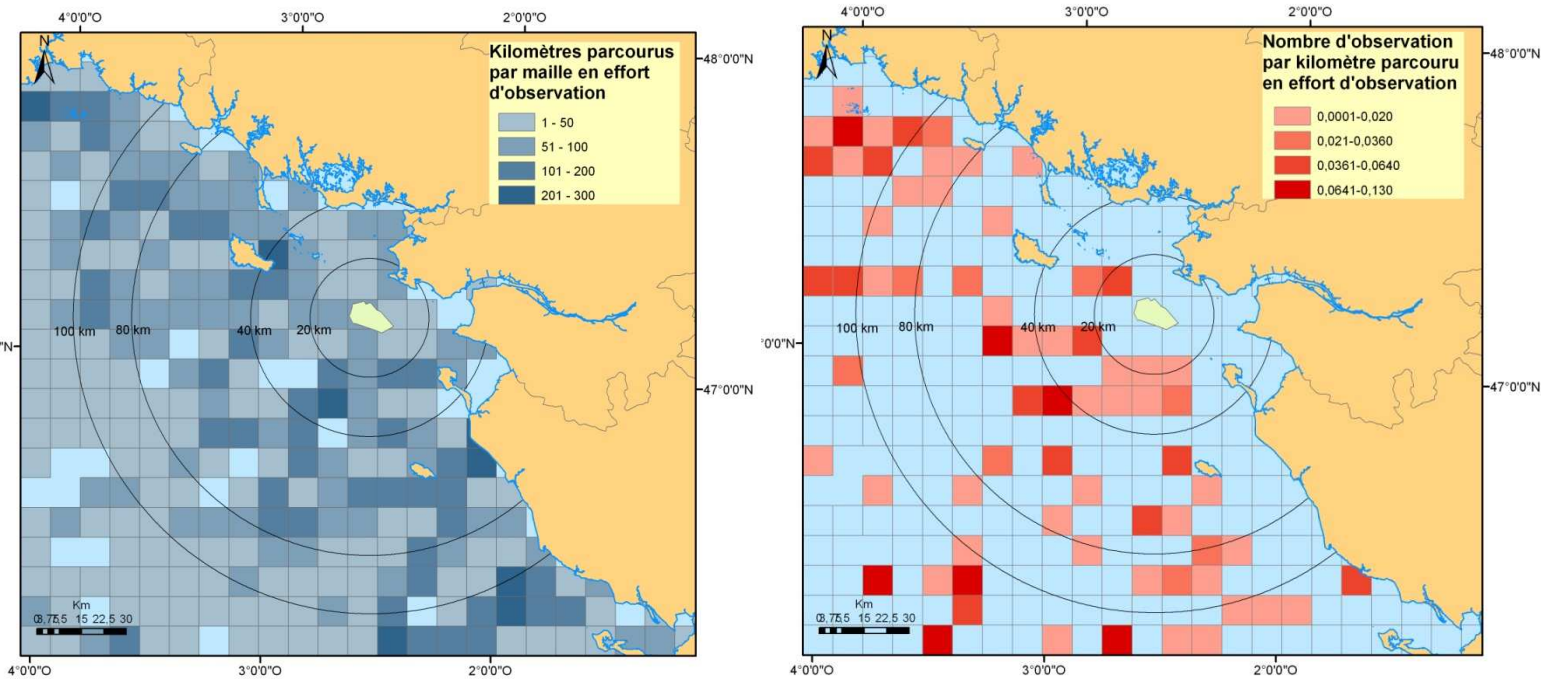 4°0'0"O 3°0'0"O 2°0'0"O
N
Kilomètres parcourus
par maille en effort
d'observation
1 - 50
51 - 100
101 - 200
201 - 300
48°0'0"N
100 km 80 km 40 km 20 km
"N
47°0'0"N
Km
15 22,5 30
4°0'0"O 3°0'0"O 2°0'0"O
4°0'0"O 3°0'0"O 2°0'0"O
N
Nombre d'observation
par kilomètre parcouru
en effort d'observation
0,0001-0,020
0,021-0,0360
0,0361-0,0640
0,0641-0,130
48°0'0"N
100 km 80 km 40 km 20 km
°0'0"N
47°0'0"N
Km
15 22,5 30
4°0'0"O 3°0'0"O 2°0'0"O